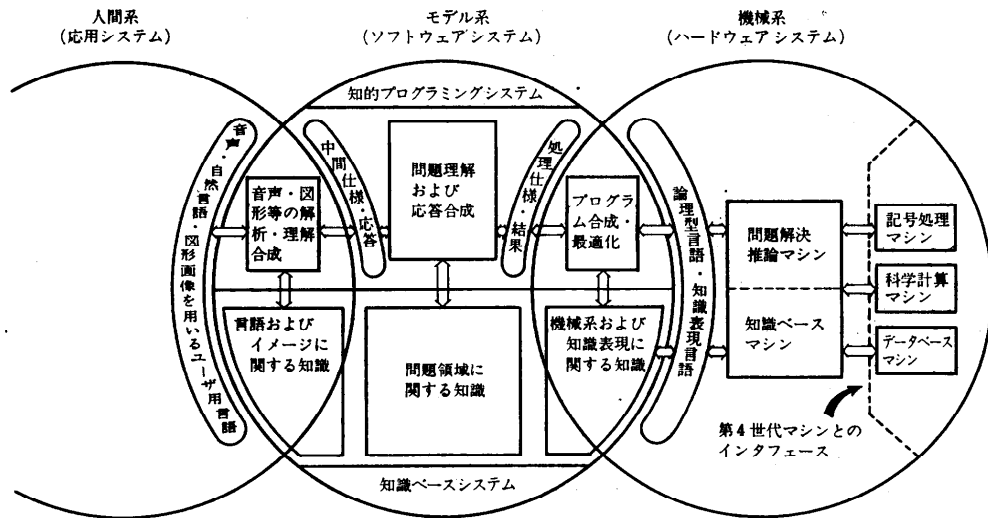 人間系
(応用システム)
モデル系
(ソフトウェアシステム)
機械系
(ハードウェアシステム)
知的プログラミングシステム
音声・自然言語・図形画像を用いるユーザ用言語
音声・図
形等の解
析・理解
合成
中間仕様・応答
問題理解
および
応答合成
処理仕様・結果
プログラ
ム合成・
最適化
論理型言語・知識表現言語
問題解決
推論マシン
知識ベース
マシン
記号処理
マシン
科学計算
マシン
データベース
マシン
言語および
イメージに
関する知識
問題領域に
関する知識
機械系および
知識表現に
関する知識
第4世代マシンとの
インタフェース
知識ベースシステム